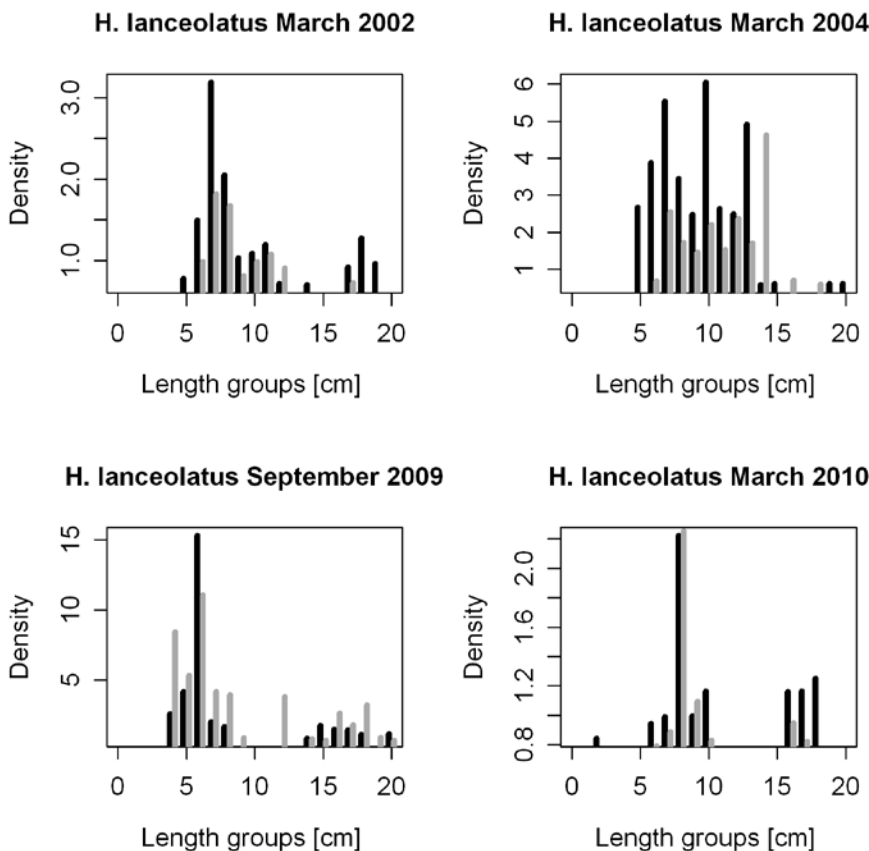 H. lanceolatus March 2002
Density
3.0
2.0
1.0
0 5 10 15 20
Length groups [cm]
H. lanceolatus March 2004
Density
6
5
4
3
2
1
0 5 10 15 20
Length groups [cm]
H. lanceolatus September 2009
Density
15
10
5
0 5 10 15 20
Length groups [cm]
H. lanceolatus March 2010
Density
2.0
1.6
1.2
0.8
0 5 10 15 20
Length groups [cm]